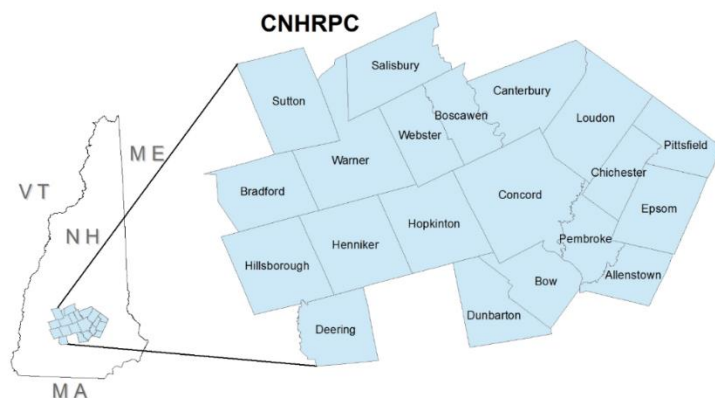 CNHRPC
Salisbury
Sutton
Canterbury
Boscawen
Loudon
Webster
Pittsfield
Warner
Chichester
Bradford
Concord
Epsom
Hopkinton
Henniker
Pembroke
Hillsborough
Allenstown
Bow
Dunbarton
Deering
ME
VT
NH
MA